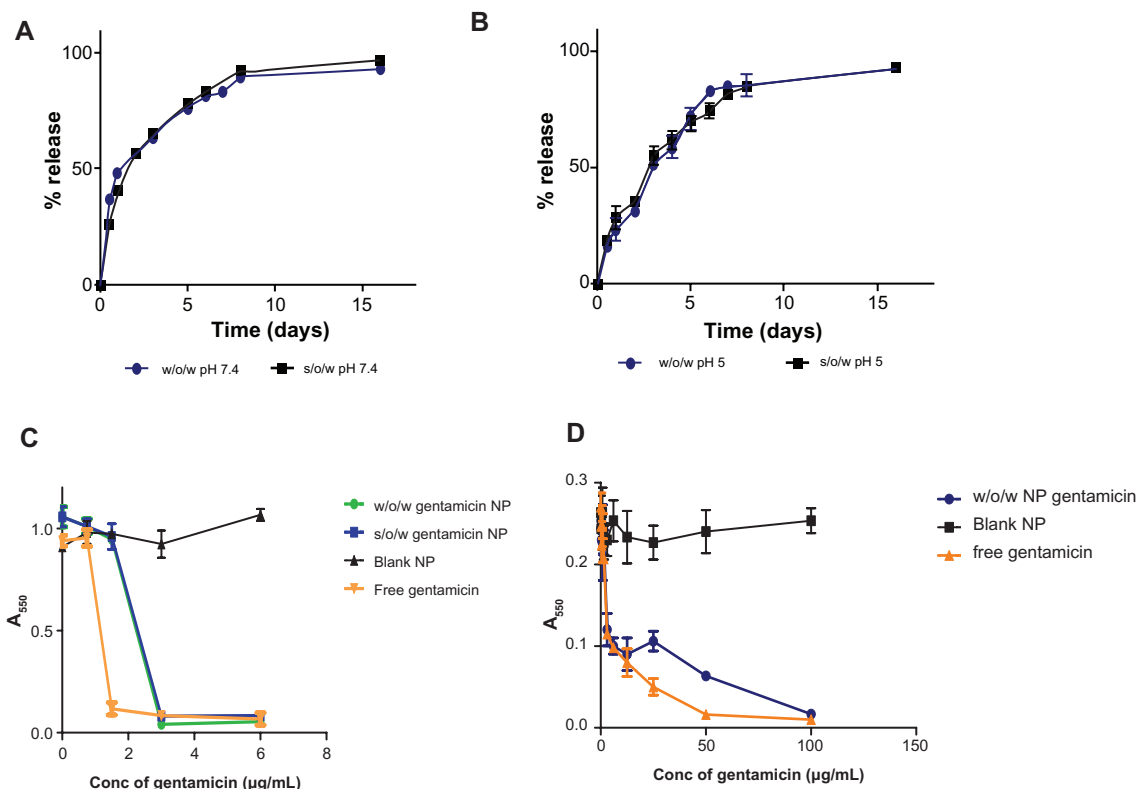 A
% release
100
50
0
0 5 10 15
Time (days)
w/o/w pH 7.4 s/o/w pH 7.4
B
% release
100
50
0
0 5 10 15
Time (days)
w/o/w pH 5 s/o/w pH 5
C
A550
1.0
0.5
0.0
0 2 4 6 8
Conc of gentamicin (µg/mL)
w/o/w gentamicin NP
s/o/w gentamicin NP
Blank NP
Free gentamicin
D
A550
0.3
0.2
0.1
0.0
0 50 100 150
Conc of gentamicin (µg/mL)
w/o/w NP gentamicin
Blank NP
free gentamicin